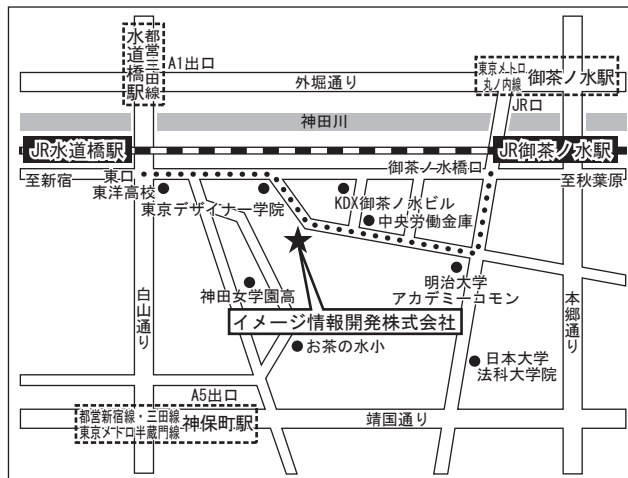 都営三田線
水道橋駅
A1出口
外堀通り
東京メトロ
丸ノ内線
御茶ノ水駅
JR口
神田川
JR水道橋駅
JR御茶ノ水駅
御茶ノ水橋口
至新宿
東口
至秋葉原
東洋高校
東京デザイナー学院
KDX御茶ノ水ビル
中央労働金庫
明治大学
アカデミーコモン
神田女学園高
イメージ情報開発株式会社
白山通り
本郷通り
お茶の水小
日本大学
法科大学院
A5出口
都営新宿線・三田線
東京メトロ半蔵門線
神保町駅
靖国通り